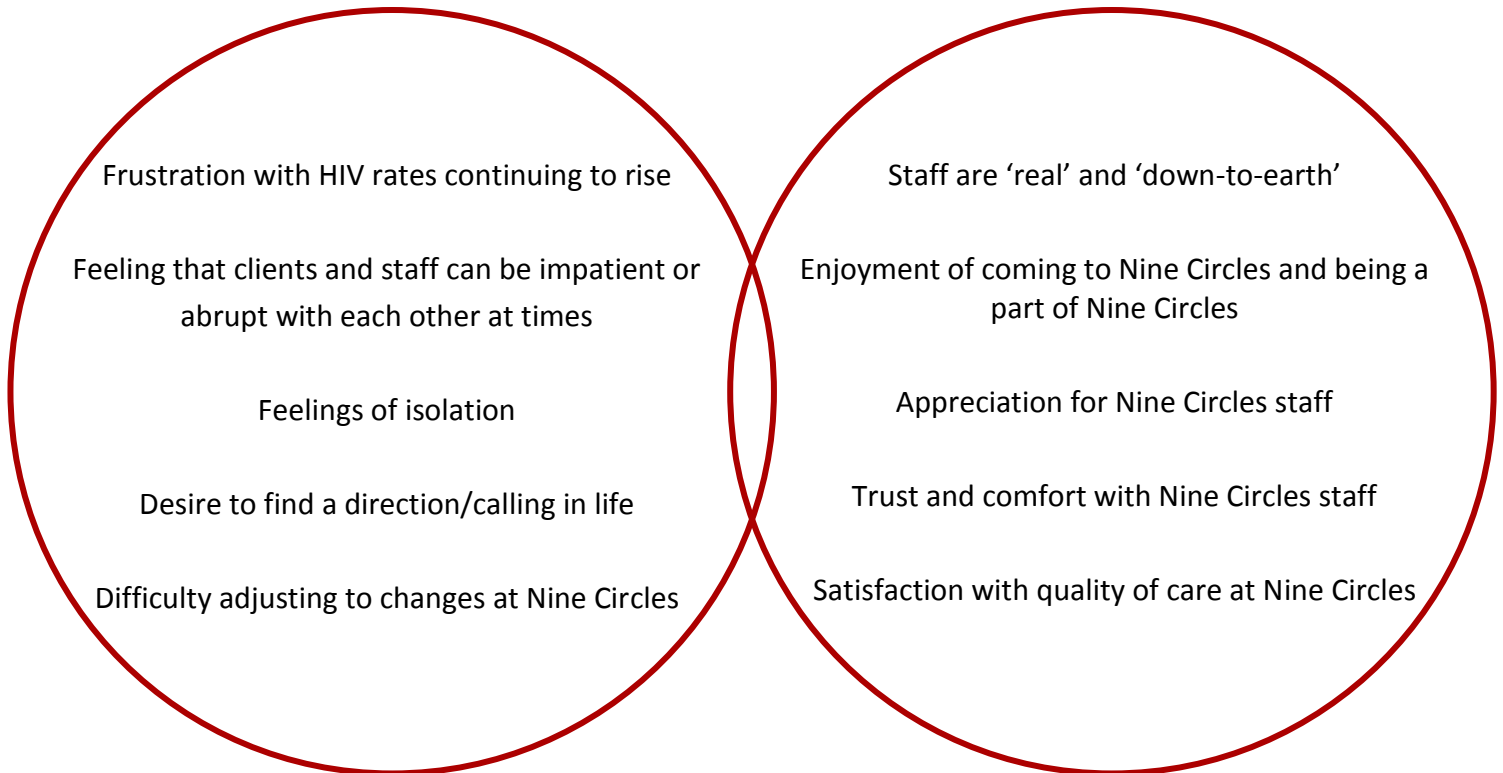 Frustration with HIV rates continuing to rise
Feeling that clients and staff can be impatient or
abrupt with each other at times
Feelings of isolation
Desire to find a direction/calling in life
Difficulty adjusting to changes at Nine Circles
Staff are ‘real’ and ‘down-to-earth’
Enjoyment of coming to Nine Circles and being a
part of Nine Circles
Appreciation for Nine Circles staff
Trust and comfort with Nine Circles staff
Satisfaction with quality of care at Nine Circles